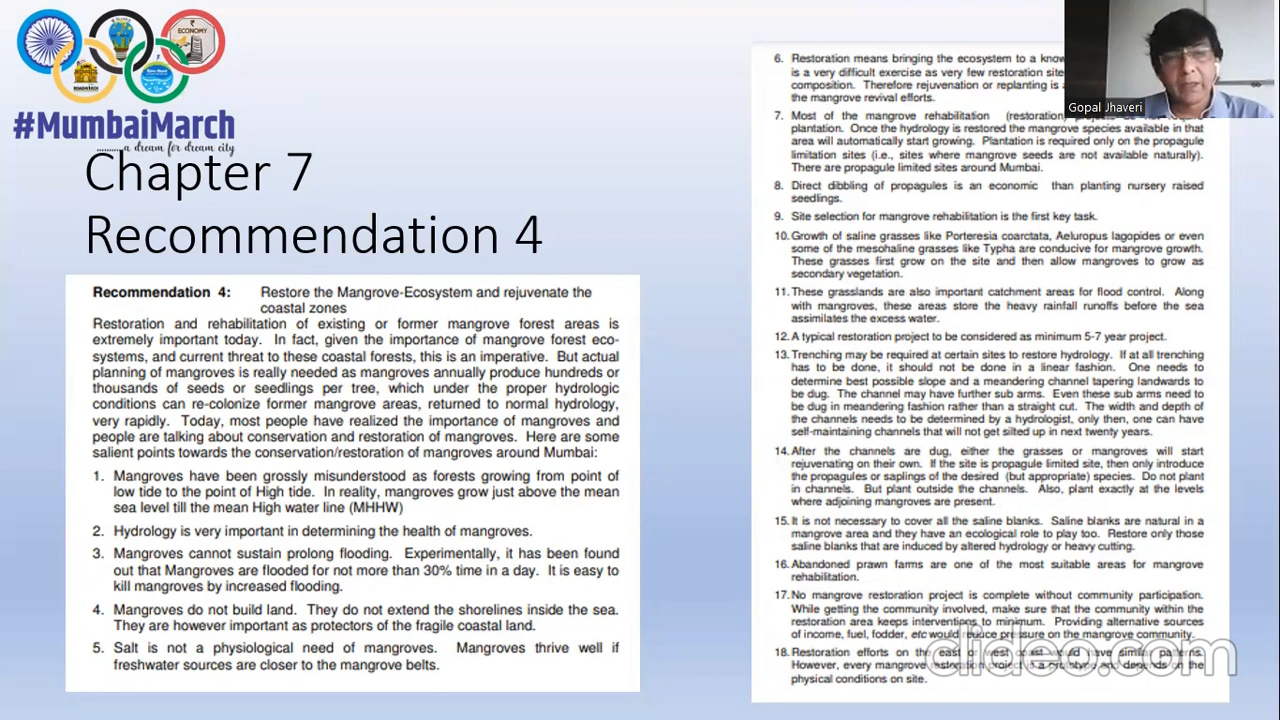 ECONOMY
#MumbaiMarch
..........a dream for dream city
Chapter 7
Recommendation 4
Recommendation 4: Restore the Mangrove-Ecosystem and rejuvenate the
coastal zones
Restoration and rehabilitation of existing or former mangrove forest areas is
extremely important today. In fact, given the importance of mangrove forest eco-
systems, and current threat to these coastal forests, this is an imperative. But actual
planning of mangroves is really needed as mangroves annually produce hundreds or
thousands of seeds or seedlings per tree, which under the proper hydrologic
conditions can re-colonize former mangrove areas, returned to normal hydrology,
very rapidly. Today, most people have realized the importance of mangroves and
people are talking about conservation and restoration of mangroves. Here are some
salient points towards the conservation/restoration of mangroves around Mumbai:
1. Mangroves have been grossly misunderstood as forests growing from point of
low tide to the point of High tide. In reality, mangroves grow just above the mean
sea level till the mean High water line (MHHW)
2. Hydrology is very important in determining the health of mangroves.
3. Mangroves cannot sustain prolong flooding. Experimentally, it has been found
out that Mangroves are flooded for not more than 30% time in a day. It is easy to
kill mangroves by increased flooding.
4. Mangroves do not build land. They do not extend the shorelines inside the sea.
They are however important as protectors of the fragile coastal land.
5. Salt is not a physiological need of mangroves. Mangroves thrive well if
freshwater sources are closer to the mangrove belts.
6. Restoration means bringing the ecosystem to a know
is a very difficult exercise as very few restoration site
composition. Therefore rejuvenation or replanting is a
the mangrove revival efforts.
7. Most of the mangrove rehabilitation (restoration)
plantation. Once the hydrology is restored the mangrove species available in that
area will automatically start growing. Plantation is required only on the propagule
limitation sites (i.e., sites where mangrove seeds are not available naturally).
There are propagule limited sites around Mumbai.
8. Direct dibbling of propagules is an economic than planting nursery raised
seedlings.
9. Site selection for mangrove rehabilitation is the first key task.
10. Growth of saline grasses like Porteresia coarctata, Aeluropus lagopides or even
some of the mesohaline grasses like Typha are conducive for mangrove growth.
These grasses first grow on the site and then allow mangroves to grow as
secondary vegetation.
11. These grasslands are also important catchment areas for flood control. Along
with mangroves, these areas store the heavy rainfall runoffs before the sea
assimilates the excess water.
12. A typical restoration project to be considered as minimum 5-7 year project.
13. Trenching may be required at certain sites to restore hydrology. If at all trenching
has to be done, it should not be done in a linear fashion. One needs to
determine best possible slope and a meandering channel tapering landwards to
be dug. The channel may have further sub arms. Even these sub arms need to
be dug in meandering fashion rather than a straight cut. The width and depth of
the channels needs to be determined by a hydrologist, only then, one can have
self-maintaining channels that will not get silted up in next twenty years.
14. After the channels are dug, either the grasses or mangroves will start
rejuvenating on their own. If the site is propagule limited site, then only introduce
the propagules or saplings of the desired (but appropriate) species. Do not plant
in channels. But plant outside the channels. Also, plant exactly at the levels
where adjoining mangroves are present.
15. It is not necessary to cover all the saline blanks. Saline blanks are natural in a
mangrove area and they have an ecological role to play too. Restore only those
saline blanks that are induced by altered hydrology or heavy cutting.
16. Abandoned prawn farms are one of the most suitable areas for mangrove
rehabilitation.
17. No mangrove restoration project is complete without community participation.
While getting the community involved, make sure that the community within the
restoration area keeps interventions to minimum. Providing alternative sources
of income, fuel, fodder, etc would reduce pressure on the mangrove community.
18. Restoration efforts on the east west coast would have similar patterns.
However, every mangrove restoration project is a and depends on the
physical conditions on site.
Gopal Jhaveri
clideo.com